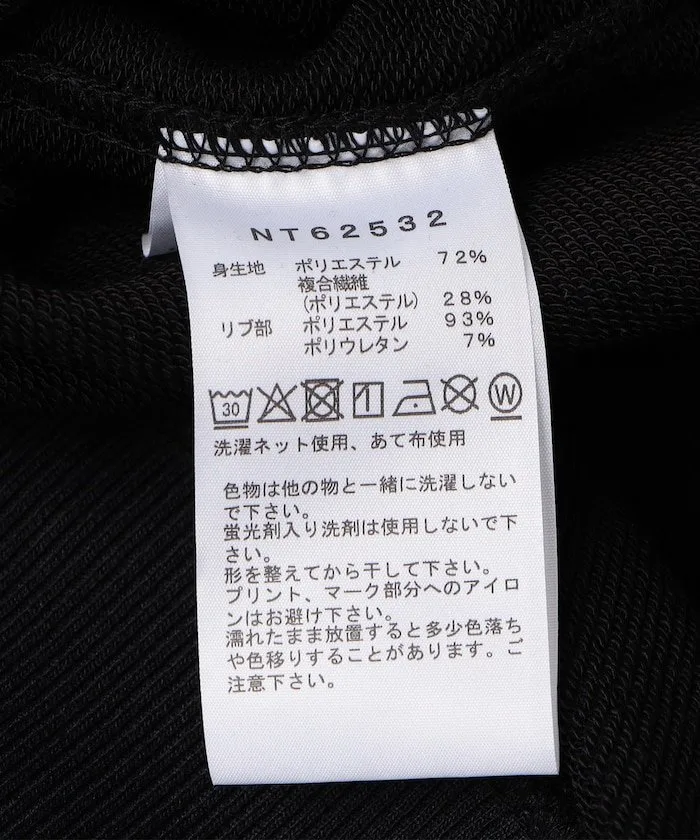 NT62532
身生地 ポリエステル 72%
複合繊維
(ポリエステル) 28%
リブ部 ポリエステル 93%
ポリウレタン 7%
30 W
洗濯ネット使用、あて布使用
色物は他の物と一緒に洗濯しない
で下さい。
蛍光剤入り洗剤は使用しないで下
さい。
形を整えてから干して下さい。
プリント、マーク部分へのアイロ
ンはお避け下さい。
濡れたまま放置すると多少色落ち
や色移りすることがあります。ご
注意下さい。